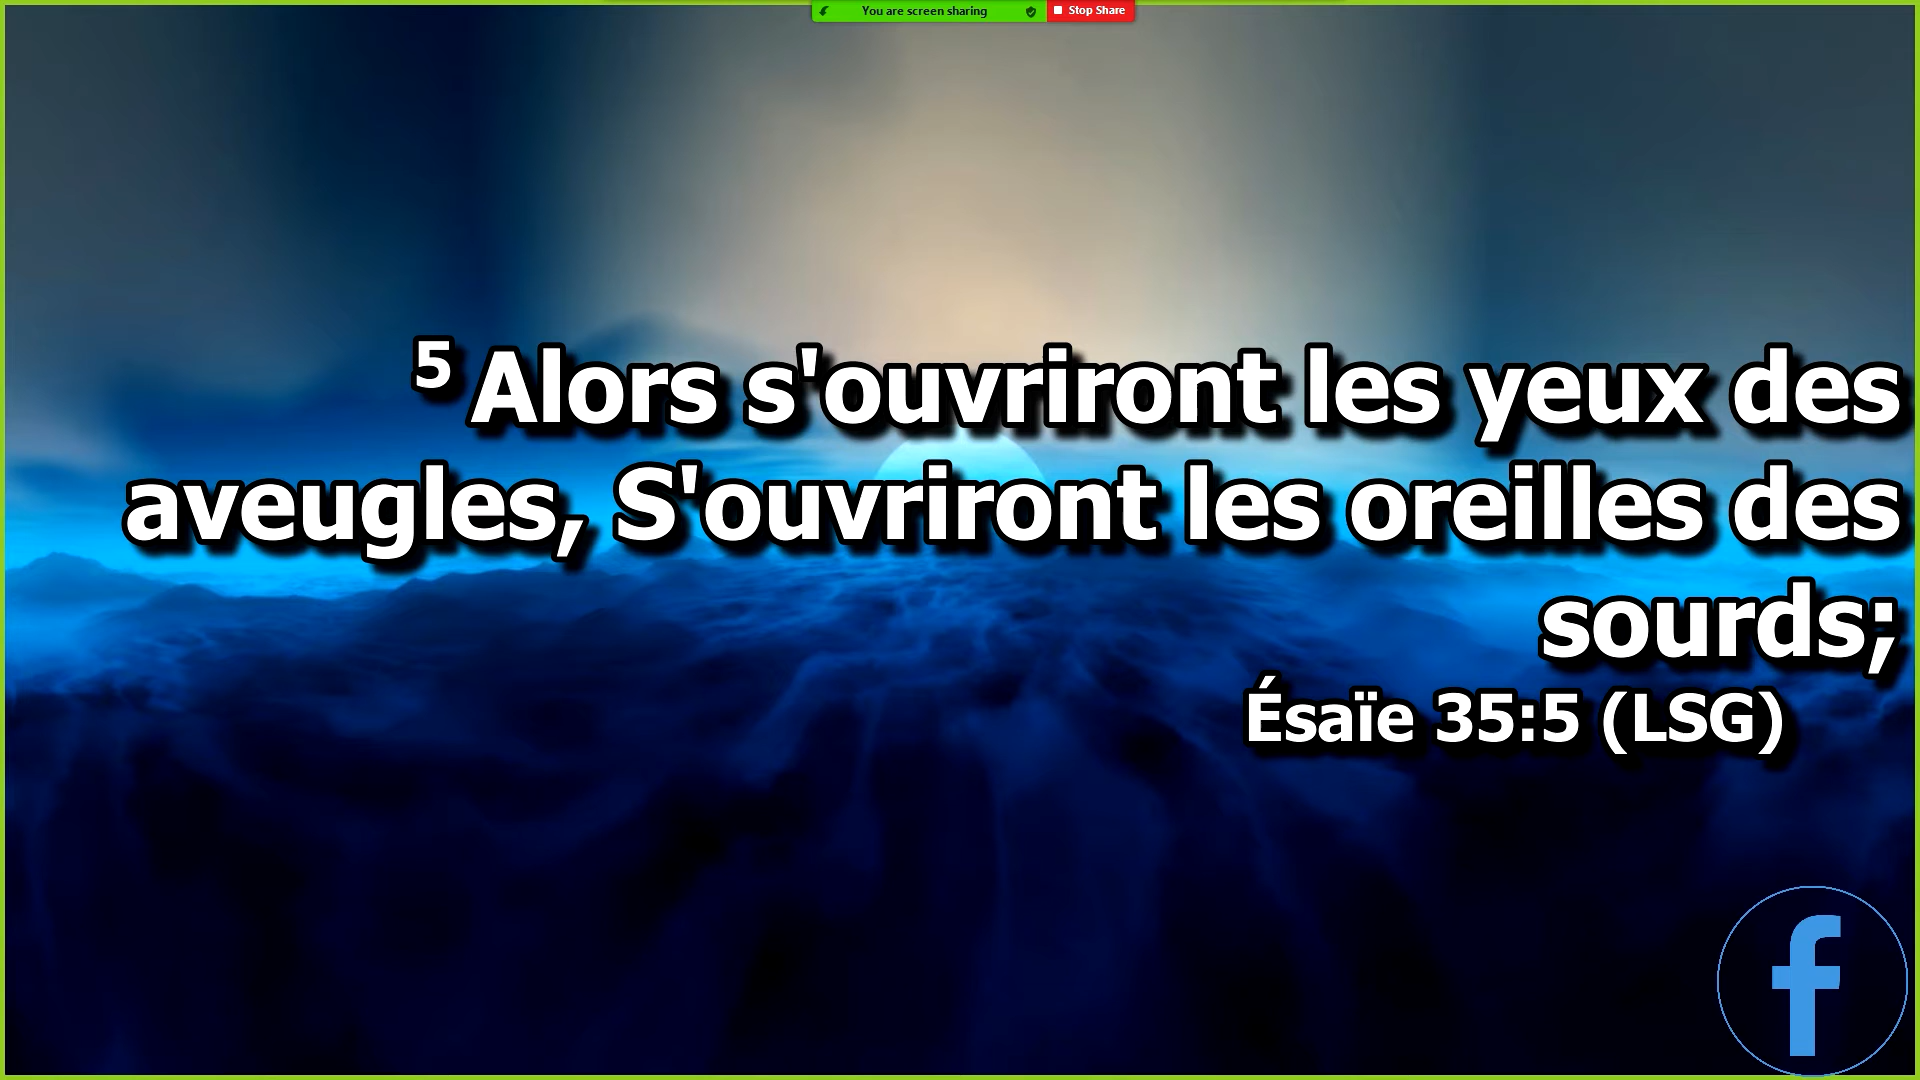 You are screen sharing
Stop Share
5 Alors s'ouvriront les yeux des
aveugles, S'ouvriront les oreilles des
sourds;
Ésaïe 35:5 (LSG)
f